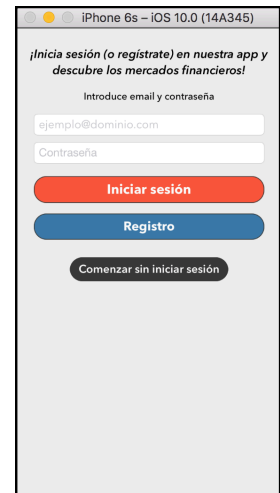 iPhone 6s – iOS 10.0 (14A345)
¡Inicia sesión (o regístrate) en nuestra app y
descubre los mercados financieros!
Introduce email y contraseña
ejemplo@dominio.com
Contraseña
Iniciar sesión
Registro
Comenzar sin iniciar sesión